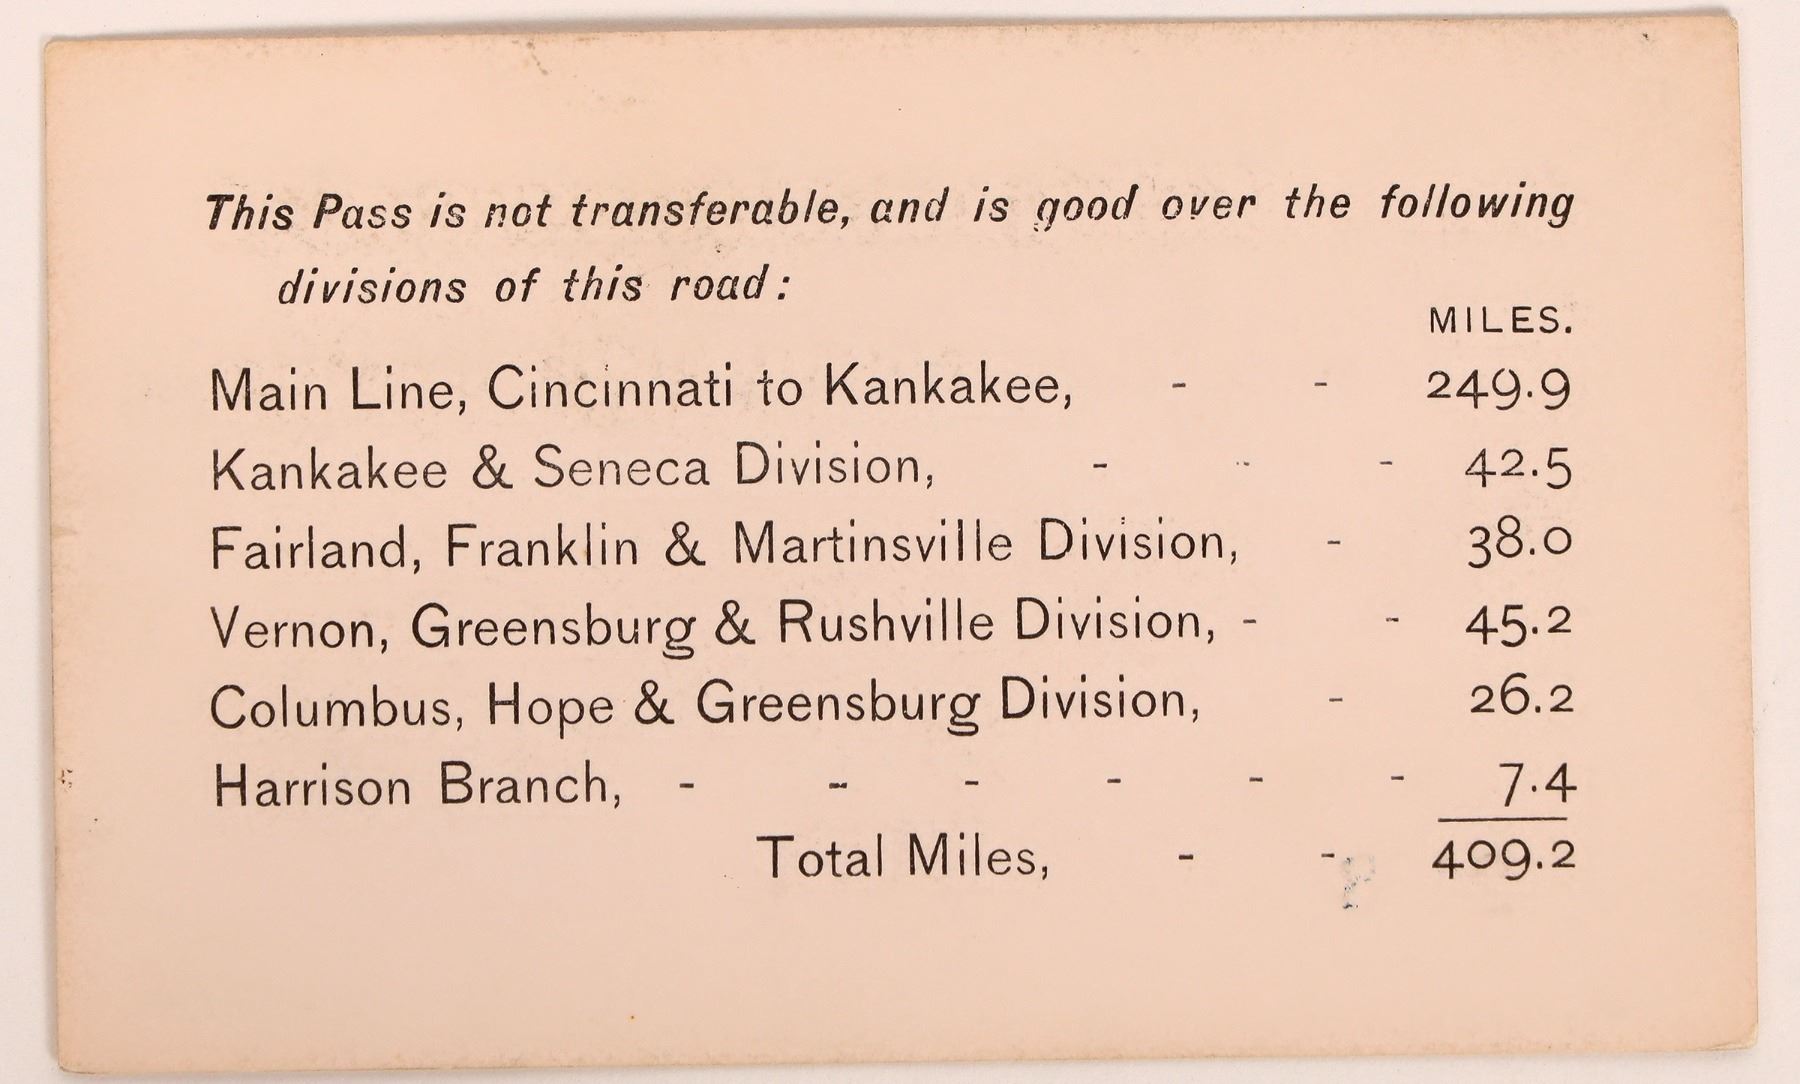 This Pass is not transferable, and is good over the following
divisions of this road:
MILES.
Main Line, Cincinnati to Kankakee, - - 249.9
Kankakee & Seneca Division, - - - 42.5
Fairland, Franklin & Martinsville Division, - 38.0
Vernon, Greensburg & Rushville Division, - - 45.2
Columbus, Hope & Greensburg Division, - 26.2
Harrison Branch, - - - - - - 7.4
Total Miles, - - 409.2